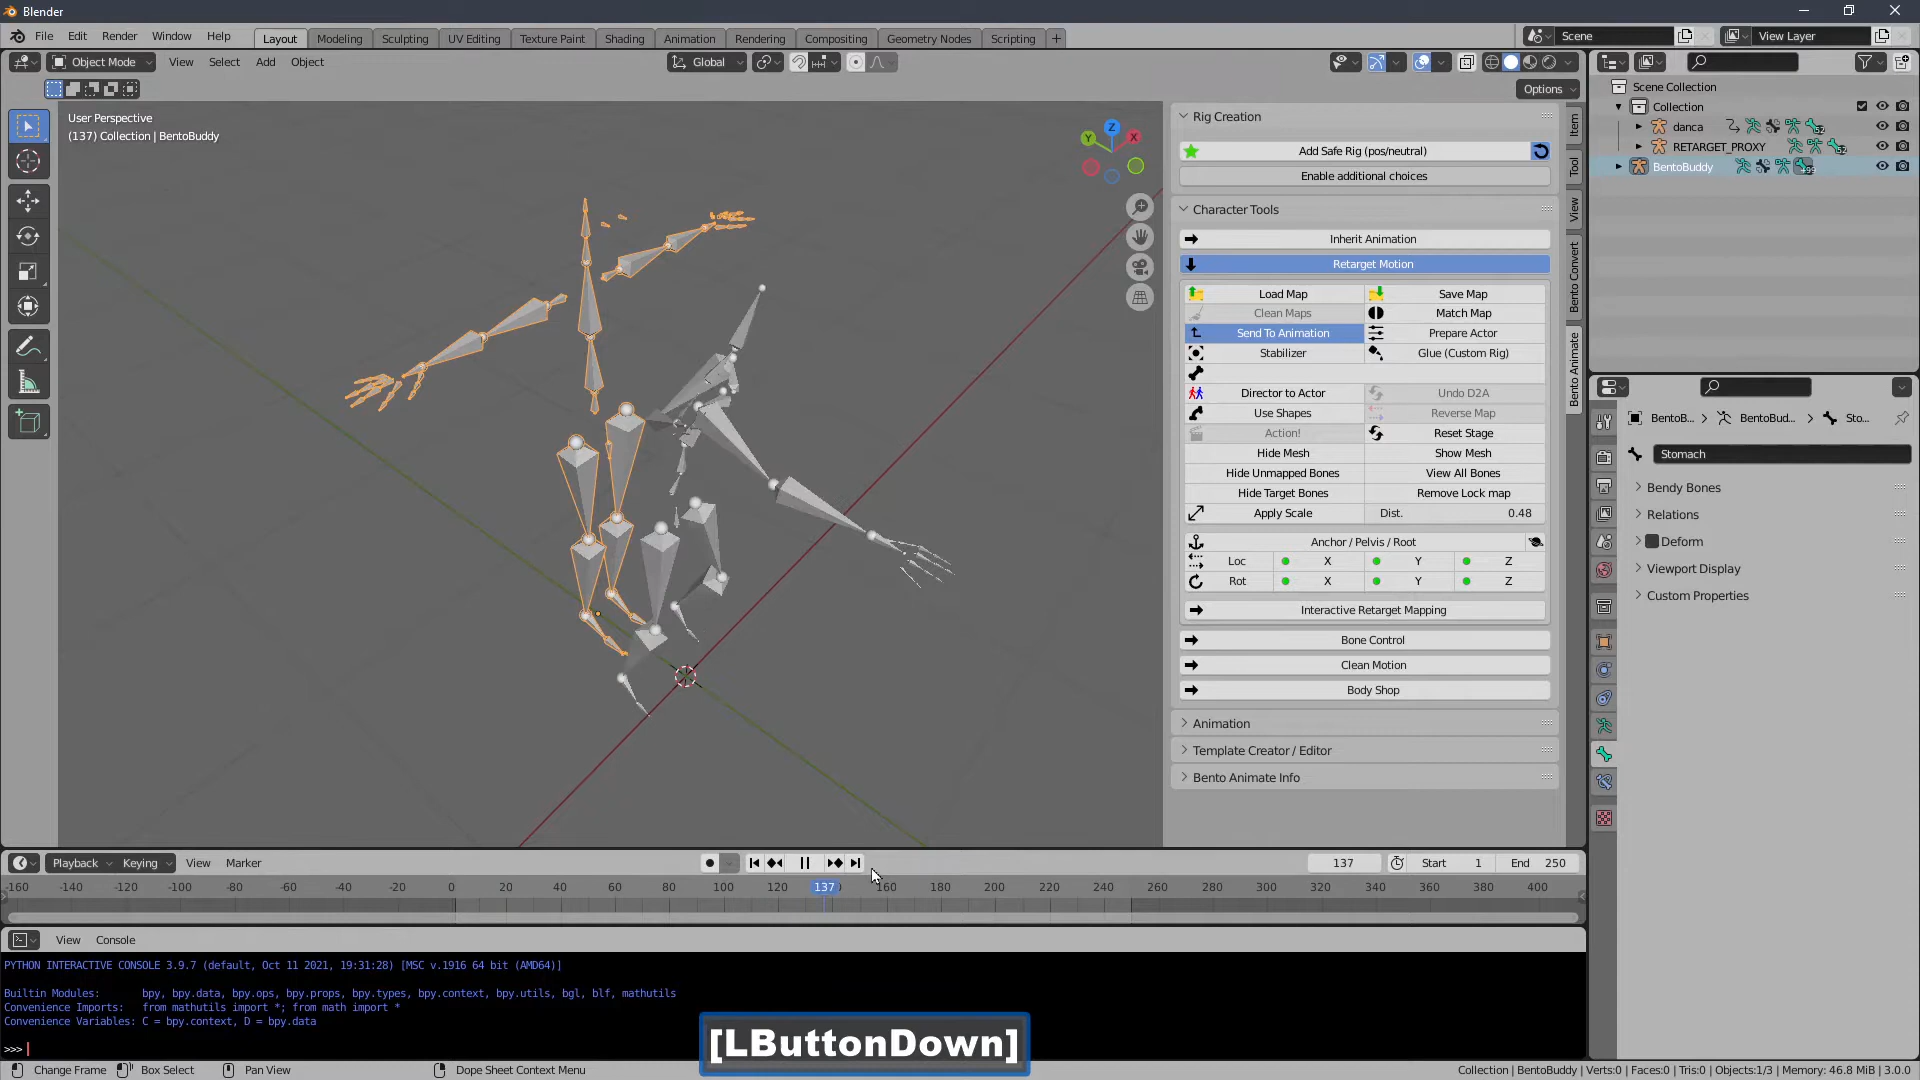 Blender
File Edit Render Window Help Layout Modeling Sculpting UV Editing Texture Paint Shading Animation Rendering Compositing Geometry Nodes Scripting + Scene View Layer
Object Mode View Select Add Object Global
Options
User Perspective
(137) Collection | BentoBuddy
Z
Y
X
Rig Creation
Add Safe Rig (pos/neutral)
Enable additional choices
Character Tools
Inherit Animation
Retarget Motion
Load Map Save Map
Clean Maps Match Map
Send To Animation Prepare Actor
Stabilizer Glue (Custom Rig)
Director to Actor Undo D2A
Use Shapes Reverse Map
Action! Reset Stage
Hide Mesh Show Mesh
Hide Unmapped Bones View All Bones
Hide Target Bones Remove Lock map
Apply Scale Dist. 0.48
Anchor / Pelvis / Root
Loc X Y Z
Rot X Y Z
Interactive Retarget Mapping
Bone Control
Clean Motion
Body Shop
Animation
Template Creator / Editor
Bento Animate Info
Item
Tool
View
Bento Convert
Bento Animate
Scene Collection
Collection
danca
RETARGET_PROXY
BentoBuddy
BentoB... BentoBud... Sto...
Stomach
Bendy Bones
Relations
Deform
Viewport Display
Custom Properties
Playback Keying View Marker 137 Start 1 End 250
-160 -140 -120 -100 -80 -60 -40 -20 0 20 40 60 80 100 120 137 160 180 200 220 240 260 280 300 320 340 360 380 400
View Console
PYTHON INTERACTIVE CONSOLE 3.9.7 (default, Oct 11 2021, 19:31:28) [MSC v.1916 64 bit (AMD64)]
Builtin Modules: bpy, bpy.data, bpy.ops, bpy.props, bpy.types, bpy.context, bpy.utils, bgl, blf, mathutils
Convenience Imports: from mathutils import *; from math import *
Convenience Variables: C = bpy.context, D = bpy.data
>>>
[LButtonDown]
Change Frame Box Select Pan View Dope Sheet Context Menu Collection | BentoBuddy | Verts:0 | Faces:0 | Tris:0 | Objects:1/3 | Memory: 46.8 MiB | 3.0.0